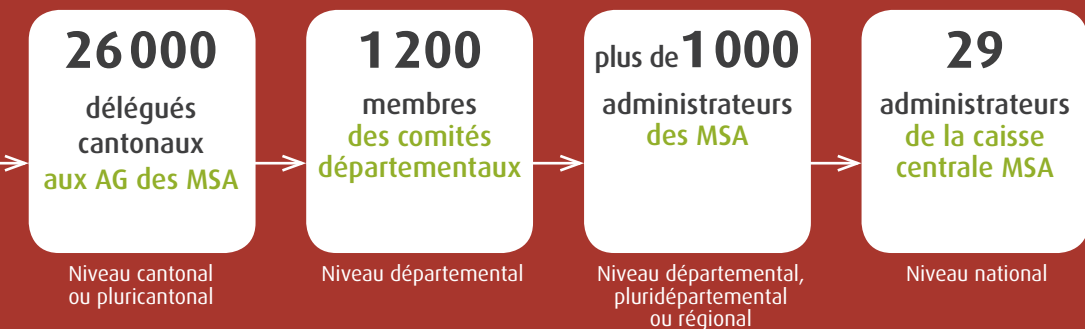 26 000
délégués
cantonaux
aux AG des MSA
Niveau cantonal
ou pluricantonal
1 200
membres
des comités
départementaux
Niveau départemental
plus de 1 000
administrateurs
des MSA
Niveau départemental,
pluridépartemental
ou régional
29
administrateurs
de la caisse
centrale MSA
Niveau national